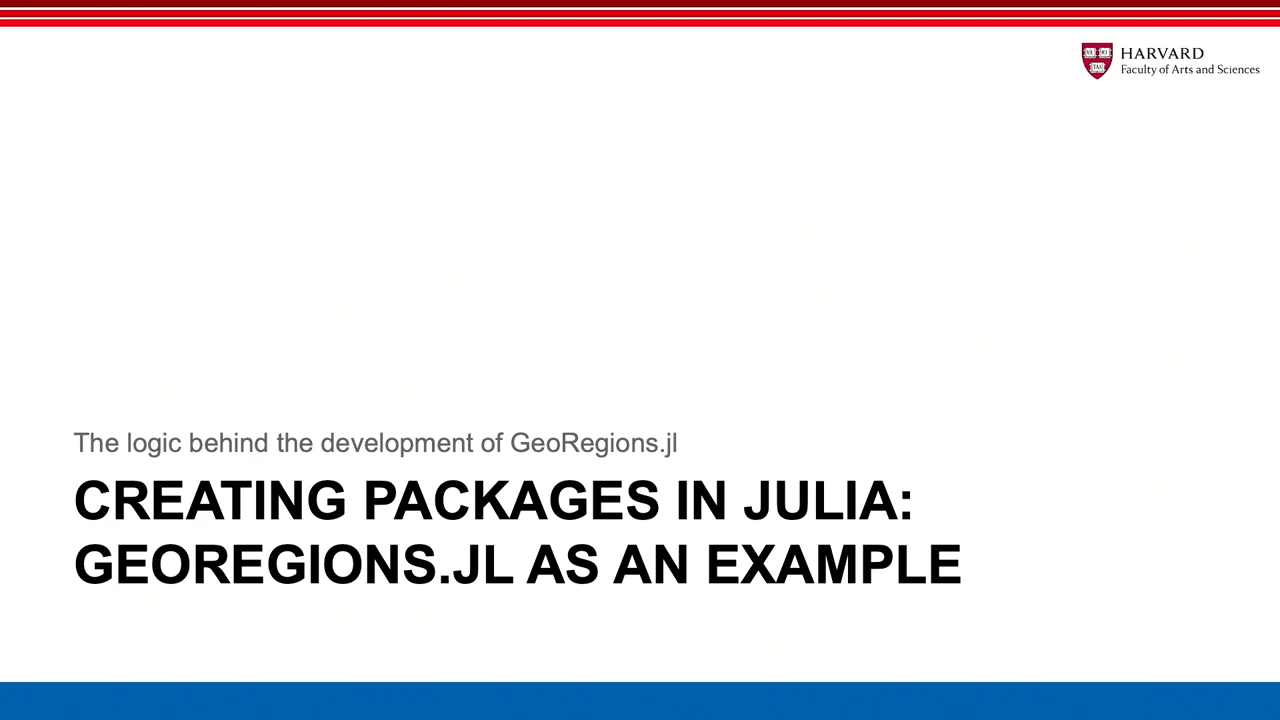 HARVARD
Faculty of Arts and Sciences
The logic behind the development of GeoRegions.jl
CREATING PACKAGES IN JULIA:
GEOREGIONS.JL AS AN EXAMPLE